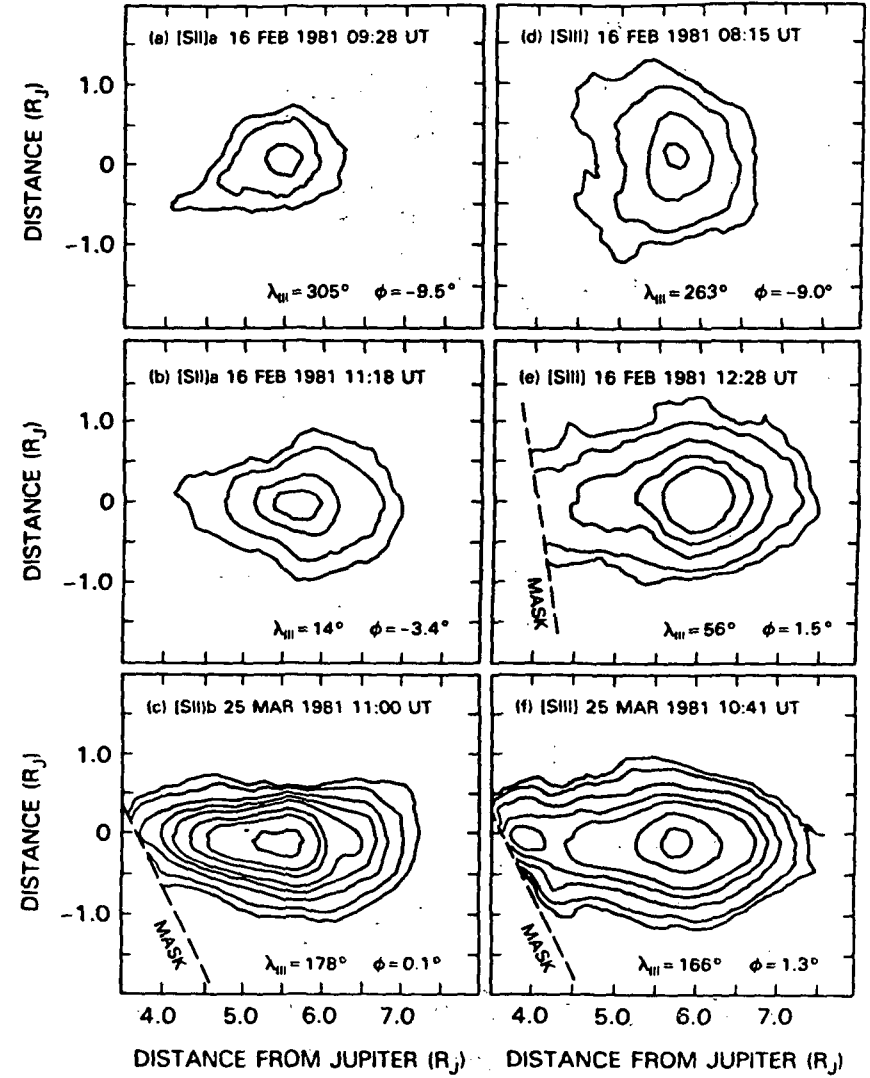 (a) [SII]a 16 FEB 1981 09:28 UT
DISTANCE (RJ)
1.0
0
-1.0
λIII = 305° ϕ = -9.5°
(d) [SIII] 16 FEB 1981 08:15 UT
λIII = 263° ϕ = -9.0°
(b) [SII]a 16 FEB 1981 11:18 UT
DISTANCE (RJ)
1.0
0
-1.0
λIII = 14° ϕ = -3.4°
(e) [SIII] 16 FEB 1981 12:28 UT
MASK
λIII = 56° ϕ = 1.5°
(c) [SII]b 25 MAR 1981 11:00 UT
DISTANCE (RJ)
1.0
0
-1.0
MASK
λIII = 178° ϕ = 0.1°
4.0 5.0 6.0 7.0
DISTANCE FROM JUPITER (RJ)
(f) [SIII] 25 MAR 1981 10:41 UT
MASK
λIII = 166° ϕ = 1.3°
4.0 5.0 6.0 7.0
DISTANCE FROM JUPITER (RJ)